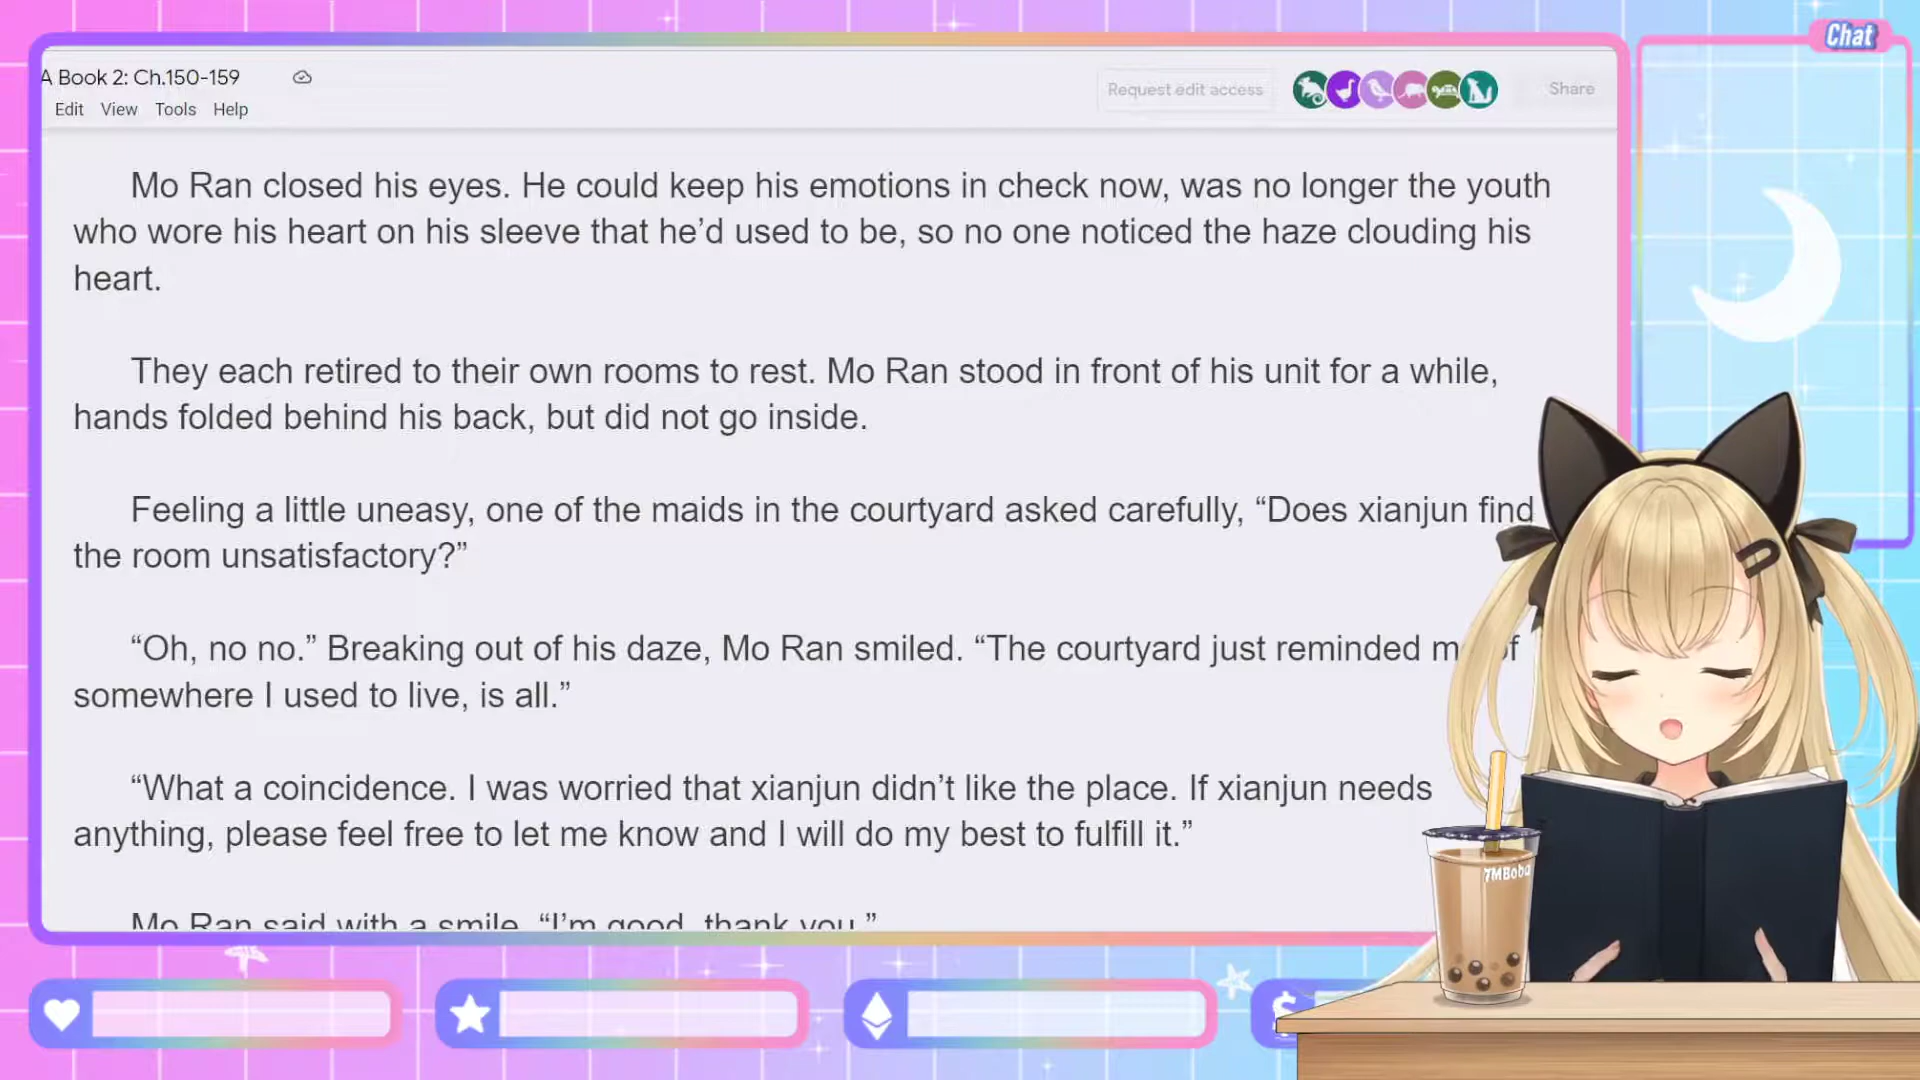 Chat
A Book 2: Ch.150-159
Request edit access
Share
Edit View Tools Help
Mo Ran closed his eyes. He could keep his emotions in check now, was no longer the youth
who wore his heart on his sleeve that he’d used to be, so no one noticed the haze clouding his
heart.
They each retired to their own rooms to rest. Mo Ran stood in front of his unit for a while,
hands folded behind his back, but did not go inside.
Feeling a little uneasy, one of the maids in the courtyard asked carefully, “Does xianjun find
the room unsatisfactory?”
“Oh, no no.” Breaking out of his daze, Mo Ran smiled. “The courtyard just reminded
somewhere I used to live, is all.”
“What a coincidence. I was worried that xianjun didn’t like the place. If xianjun needs
anything, please feel free to let me know and I will do my best to fulfill it.”
Mo Ran said with a smile, “I’m good, thank you.”
7MBoba